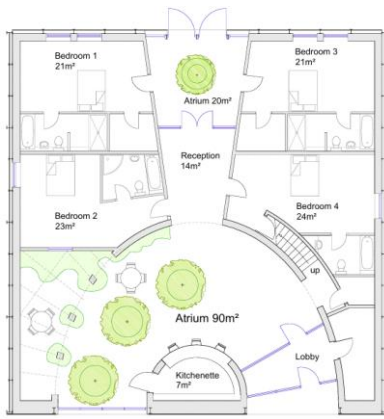 Bedroom 1
21m²
Bedroom 3
21m²
Atrium 20m²
Reception
14m²
Bedroom 2
23m²
Bedroom 4
24m²
up
Atrium 90m²
Lobby
Kitchenette
7m²